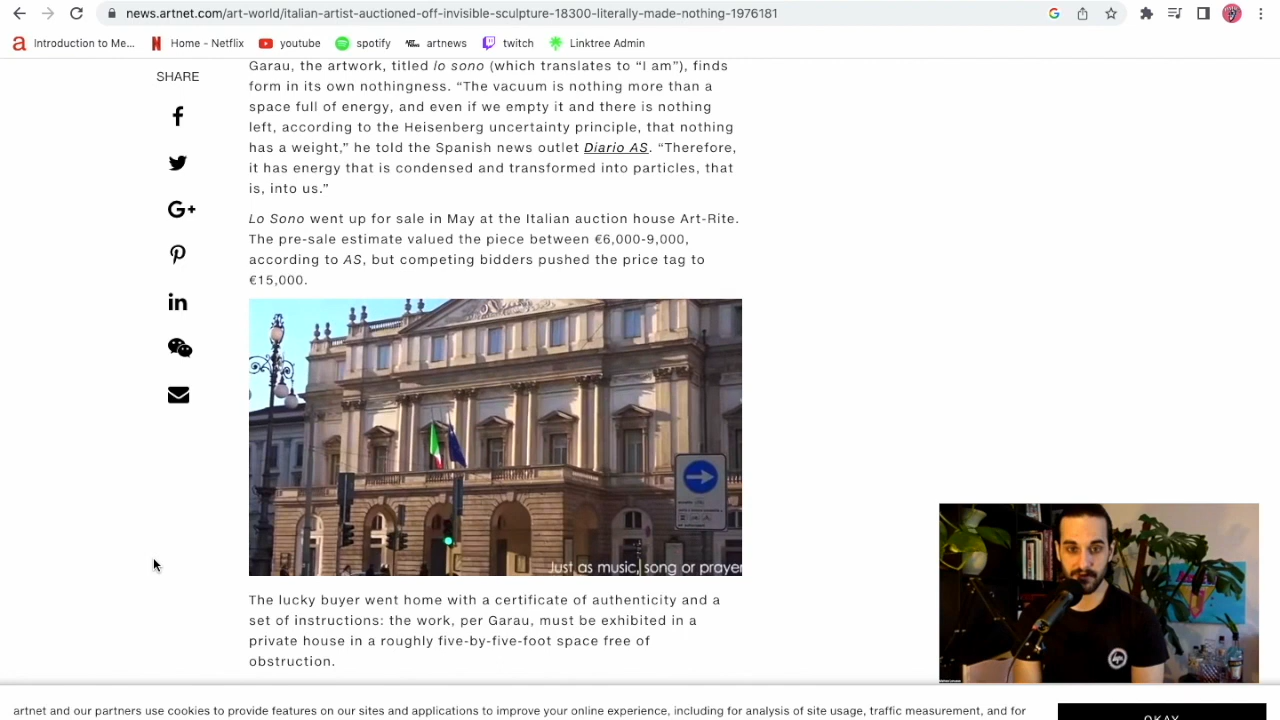 news.artnet.com/art-world/italian-artist-auctioned-off-invisible-sculpture-18300-literally-made-nothing-1976181
Introduction to Me...
Home - Netflix
youtube
spotify
artnews
twitch
Linktree Admin
SHARE
Garau, the artwork, titled Io sono (which translates to “I am”), finds
form in its own nothingness. “The vacuum is nothing more than a
space full of energy, and even if we empty it and there is nothing
left, according to the Heisenberg uncertainty principle, that nothing
has a weight,” he told the Spanish news outlet Diario AS. “Therefore,
it has energy that is condensed and transformed into particles, that
is, into us.”
Lo Sono went up for sale in May at the Italian auction house Art-Rite.
The pre-sale estimate valued the piece between €6,000-9,000,
according to AS, but competing bidders pushed the price tag to
€15,000.
Just as music, song or prayer
The lucky buyer went home with a certificate of authenticity and a
set of instructions: the work, per Garau, must be exhibited in a
private house in a roughly five-by-five-foot space free of
obstruction.
artnet and our partners use cookies to provide features on our sites and applications to improve your online experience, including for analysis of site usage, traffic measurement, and for
OKAY